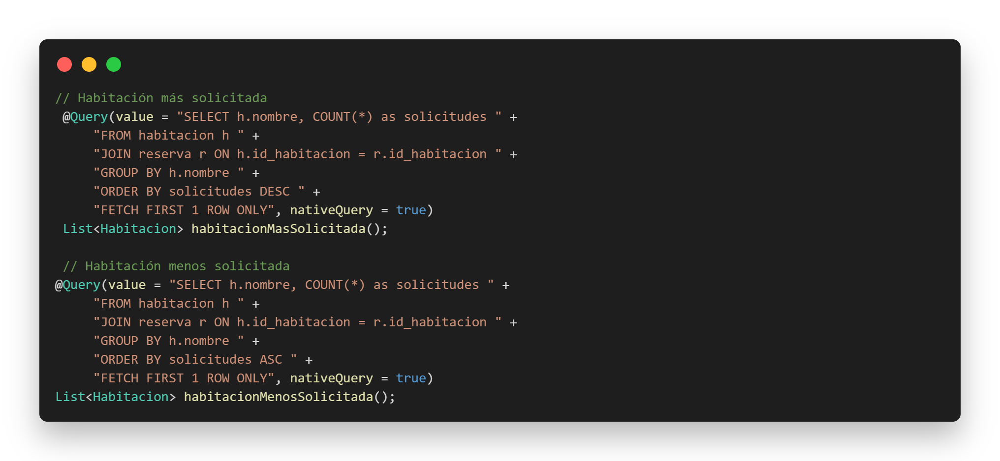 // Habitación más solicitada
@Query(value = "SELECT h.nombre, COUNT(*) as solicitudes " +
"FROM habitacion h " +
"JOIN reserva r ON h.id_habitacion = r.id_habitacion " +
"GROUP BY h.nombre " +
"ORDER BY solicitudes DESC " +
"FETCH FIRST 1 ROW ONLY", nativeQuery = true)
List<Habitacion> habitacionMasSolicitada();
// Habitación menos solicitada
@Query(value = "SELECT h.nombre, COUNT(*) as solicitudes " +
"FROM habitacion h " +
"JOIN reserva r ON h.id_habitacion = r.id_habitacion " +
"GROUP BY h.nombre " +
"ORDER BY solicitudes ASC " +
"FETCH FIRST 1 ROW ONLY", nativeQuery = true)
List<Habitacion> habitacionMenosSolicitada();